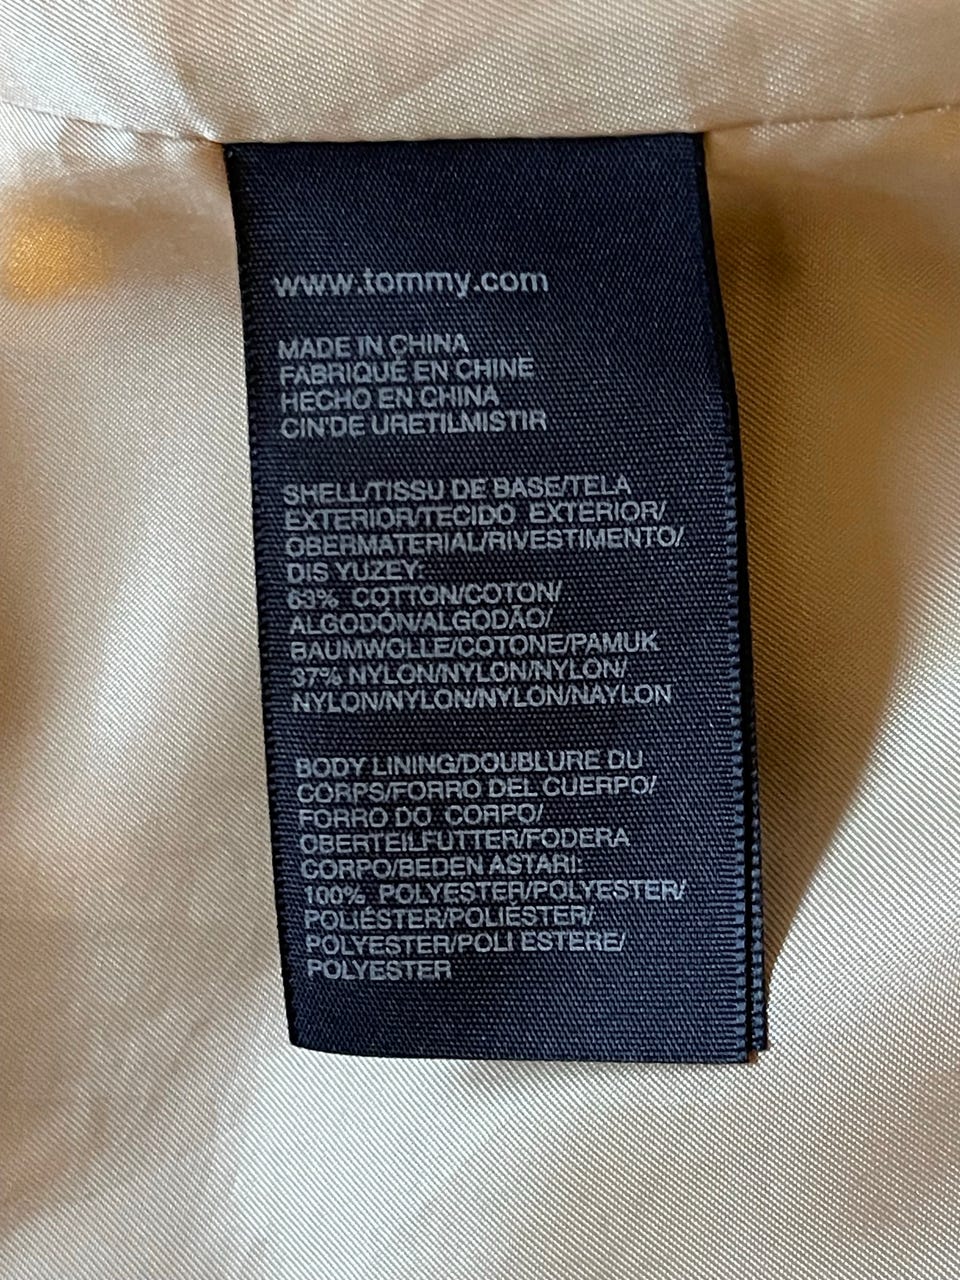 www.tommy.com
MADE IN CHINA
FABRIQUÉ EN CHINE
HECHO EN CHINA
CIN'DE URETILMISTIR
SHELL/TISSU DE BASE/TELA
EXTERIOR/TECIDO EXTERIOR/
OBERMATERIAL/RIVESTIMENTO/
DIS YUZEY:
63% COTTON/COTON/
ALGODÓN/ALGODÃO/
BAUMWOLLE/COTONE/PAMUK
37% NYLON/NYLON/NYLON/
NYLON/NYLON/NYLON/NAYLON
BODY LINING/DOUBLURE DU
CORPS/FORRO DEL CUERPO/
FORRO DO CORPO/
OBERTEILFUTTER/FODERA
CORPO/BEDEN ASTARI:
100% POLYESTER/POLYESTER/
POLIÉSTER/POLIÉSTER/
POLYESTER/POLI ESTERE/
POLYESTER